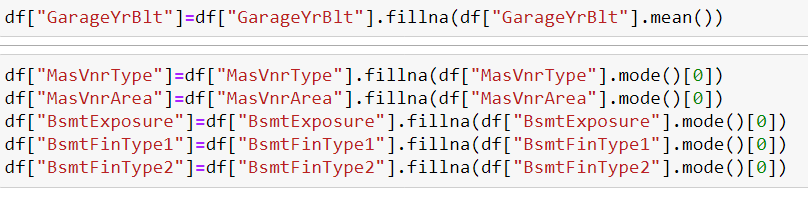 df["GarageYrBlt"]=df["GarageYrBlt"].fillna(df["GarageYrBlt"].mean())
df["MasVnrType"]=df["MasVnrType"].fillna(df["MasVnrType"].mode()[0])
df["MasVnrArea"]=df["MasVnrArea"].fillna(df["MasVnrArea"].mode()[0])
df["BsmtExposure"]=df["BsmtExposure"].fillna(df["BsmtExposure"].mode()[0])
df["BsmtFinType1"]=df["BsmtFinType1"].fillna(df["BsmtFinType1"].mode()[0])
df["BsmtFinType2"]=df["BsmtFinType2"].fillna(df["BsmtFinType2"].mode()[0])